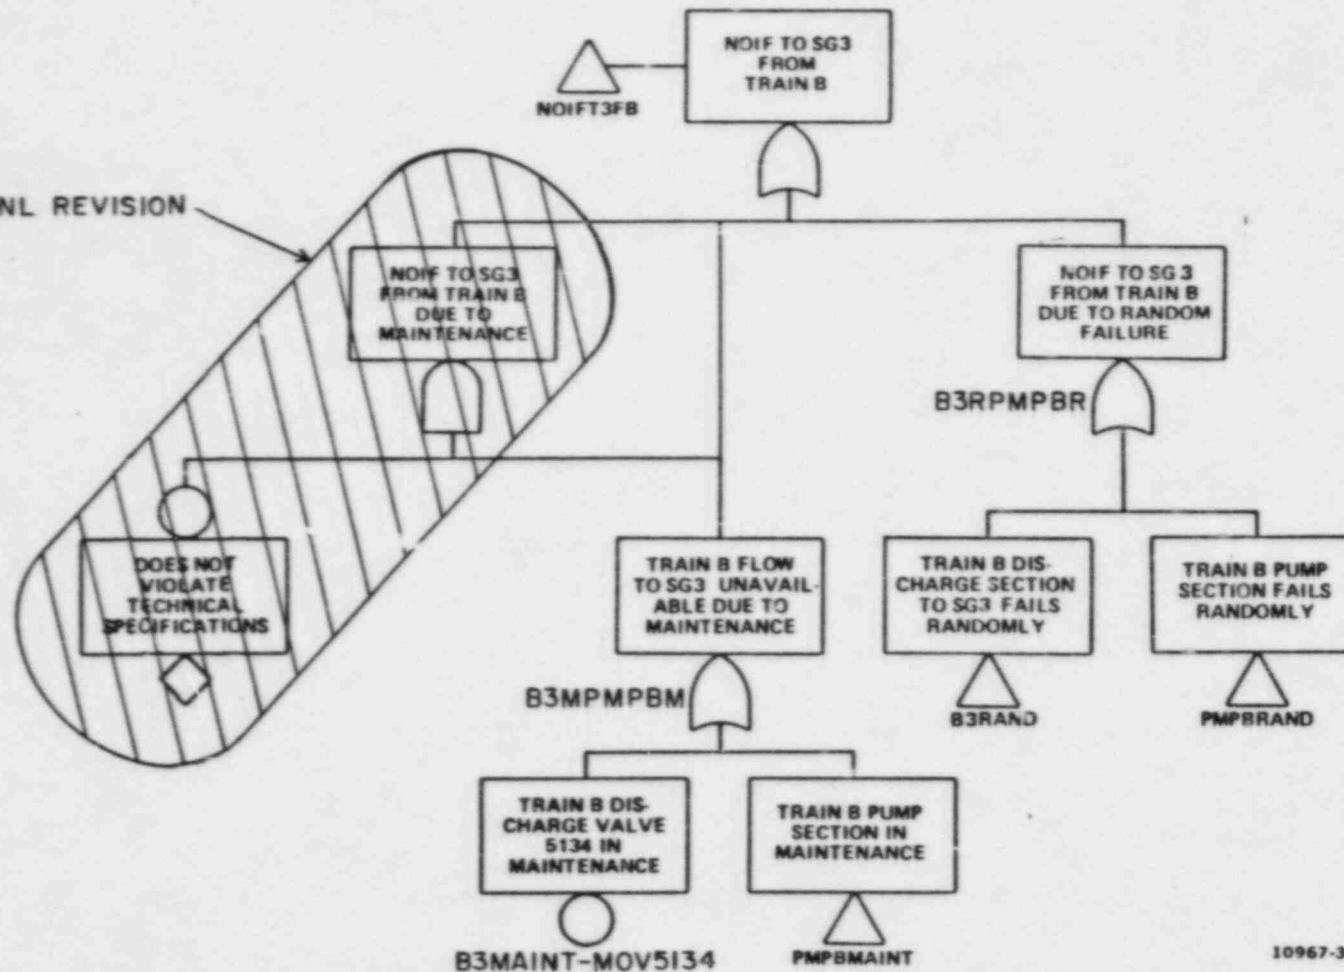 NOIF TO SG3
FROM
TRAIN B
NOIFT3FB
NL REVISION
NOIF TO SG3
FROM TRAIN B
DUE TO
MAINTENANCE
NOIF TO SG 3
FROM TRAIN B
DUE TO RANDOM
FAILURE
B3RPMPBR
DOES NOT
VIOLATE
TECHNICAL
SPECIFICATIONS
TRAIN B FLOW
TO SG3 UNAVAIL-
ABLE DUE TO
MAINTENANCE
TRAIN B DIS-
CHARGE SECTION
TO SG3 FAILS
RANDOMLY
TRAIN B PUMP
SECTION FAILS
RANDOMLY
B3MPMPBM
B3RAND
PMPBRAND
TRAIN B DIS-
CHARGE VALVE
5134 IN
MAINTENANCE
TRAIN B PUMP
SECTION IN
MAINTENANCE
B3MAINT-MOV5134
PMPBMAINT
10967-3